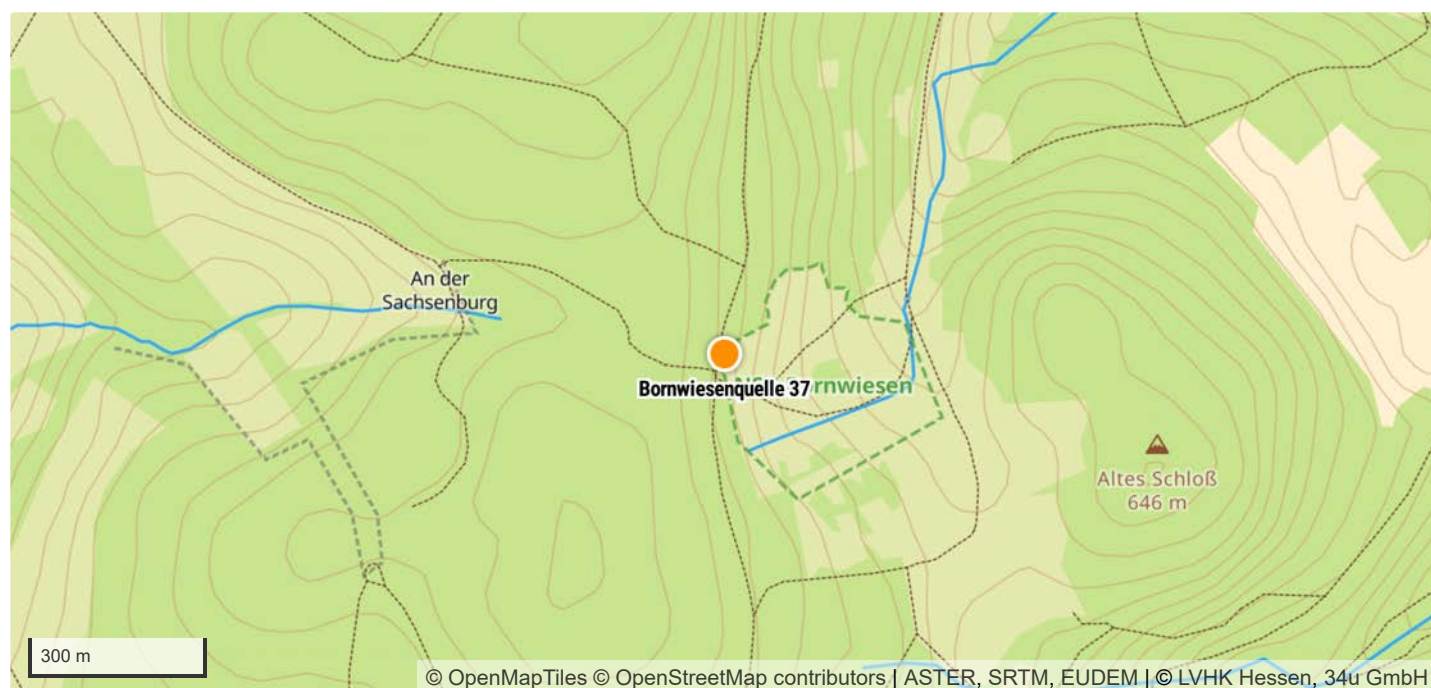 An der
Sachsenburg
Bornwiesenquelle 37
Altes Schloß
646 m
300 m
© OpenMapTiles © OpenStreetMap contributors | ASTER, SRTM, EUDEM | © LVHK Hessen, 34u GmbH